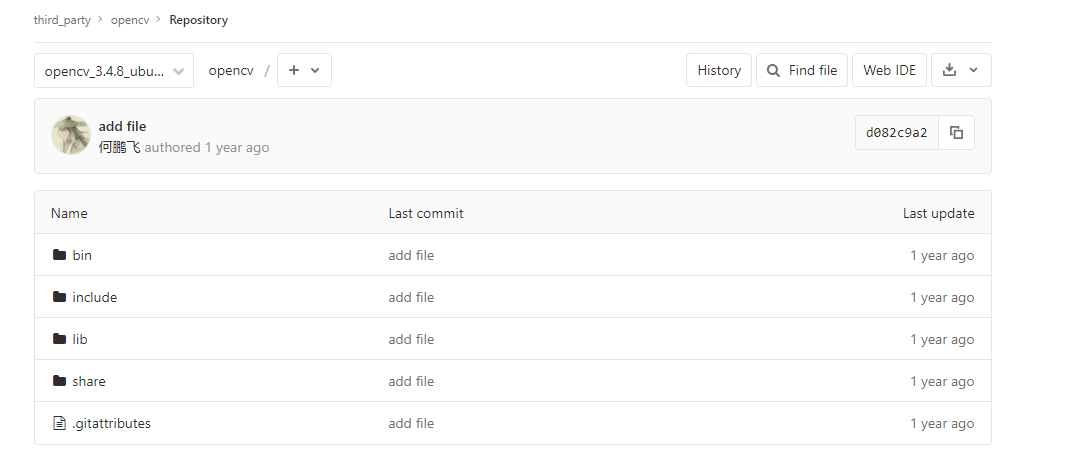 third_party > opencv > Repository
opencv_3.4.8_ubu... opencv / + History Find file Web IDE
add file
何鹏飞 authored 1 year ago d082c9a2
Name Last commit Last update
bin add file 1 year ago
include add file 1 year ago
lib add file 1 year ago
share add file 1 year ago
.gitattributes add file 1 year ago